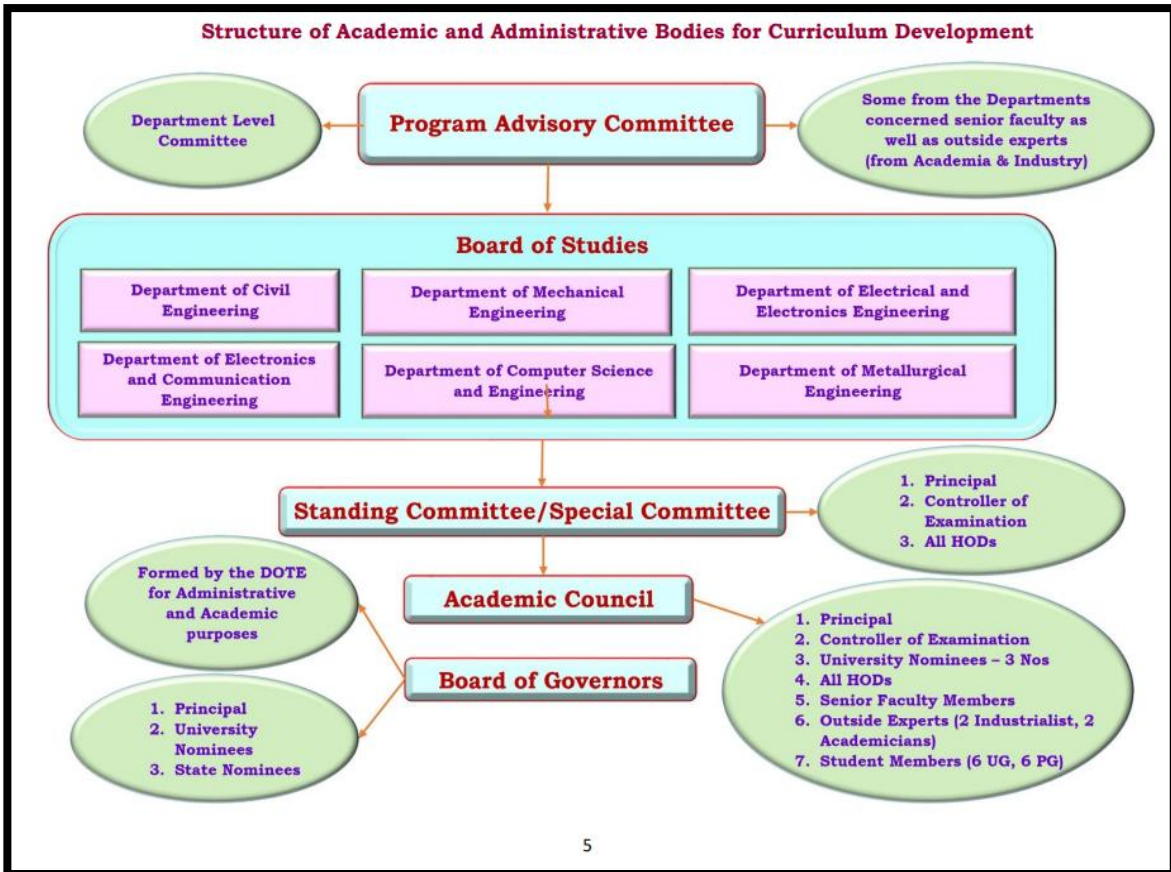 Structure of Academic and Administrative Bodies for Curriculum Development
Department Level
Committee
Program Advisory Committee
Some from the Departments
concerned senior faculty as
well as outside experts
(from Academia & Industry)
Board of Studies
Department of Civil
Engineering
Department of Mechanical
Engineering
Department of Electrical and
Electronics Engineering
Department of Electronics
and Communication
Engineering
Department of Computer Science
and Engineering
Department of Metallurgical
Engineering
Standing Committee/Special Committee
1. Principal
2. Controller of
Examination
3. All HODs
Formed by the DOTE
for Administrative
and Academic
purposes
Academic Council
1. Principal
2. Controller of Examination
3. University Nominees – 3 Nos
4. All HODs
5. Senior Faculty Members
6. Outside Experts (2 Industrialist, 2
Academicians)
7. Student Members (6 UG, 6 PG)
Board of Governors
1. Principal
2. University
Nominees
3. State Nominees
5